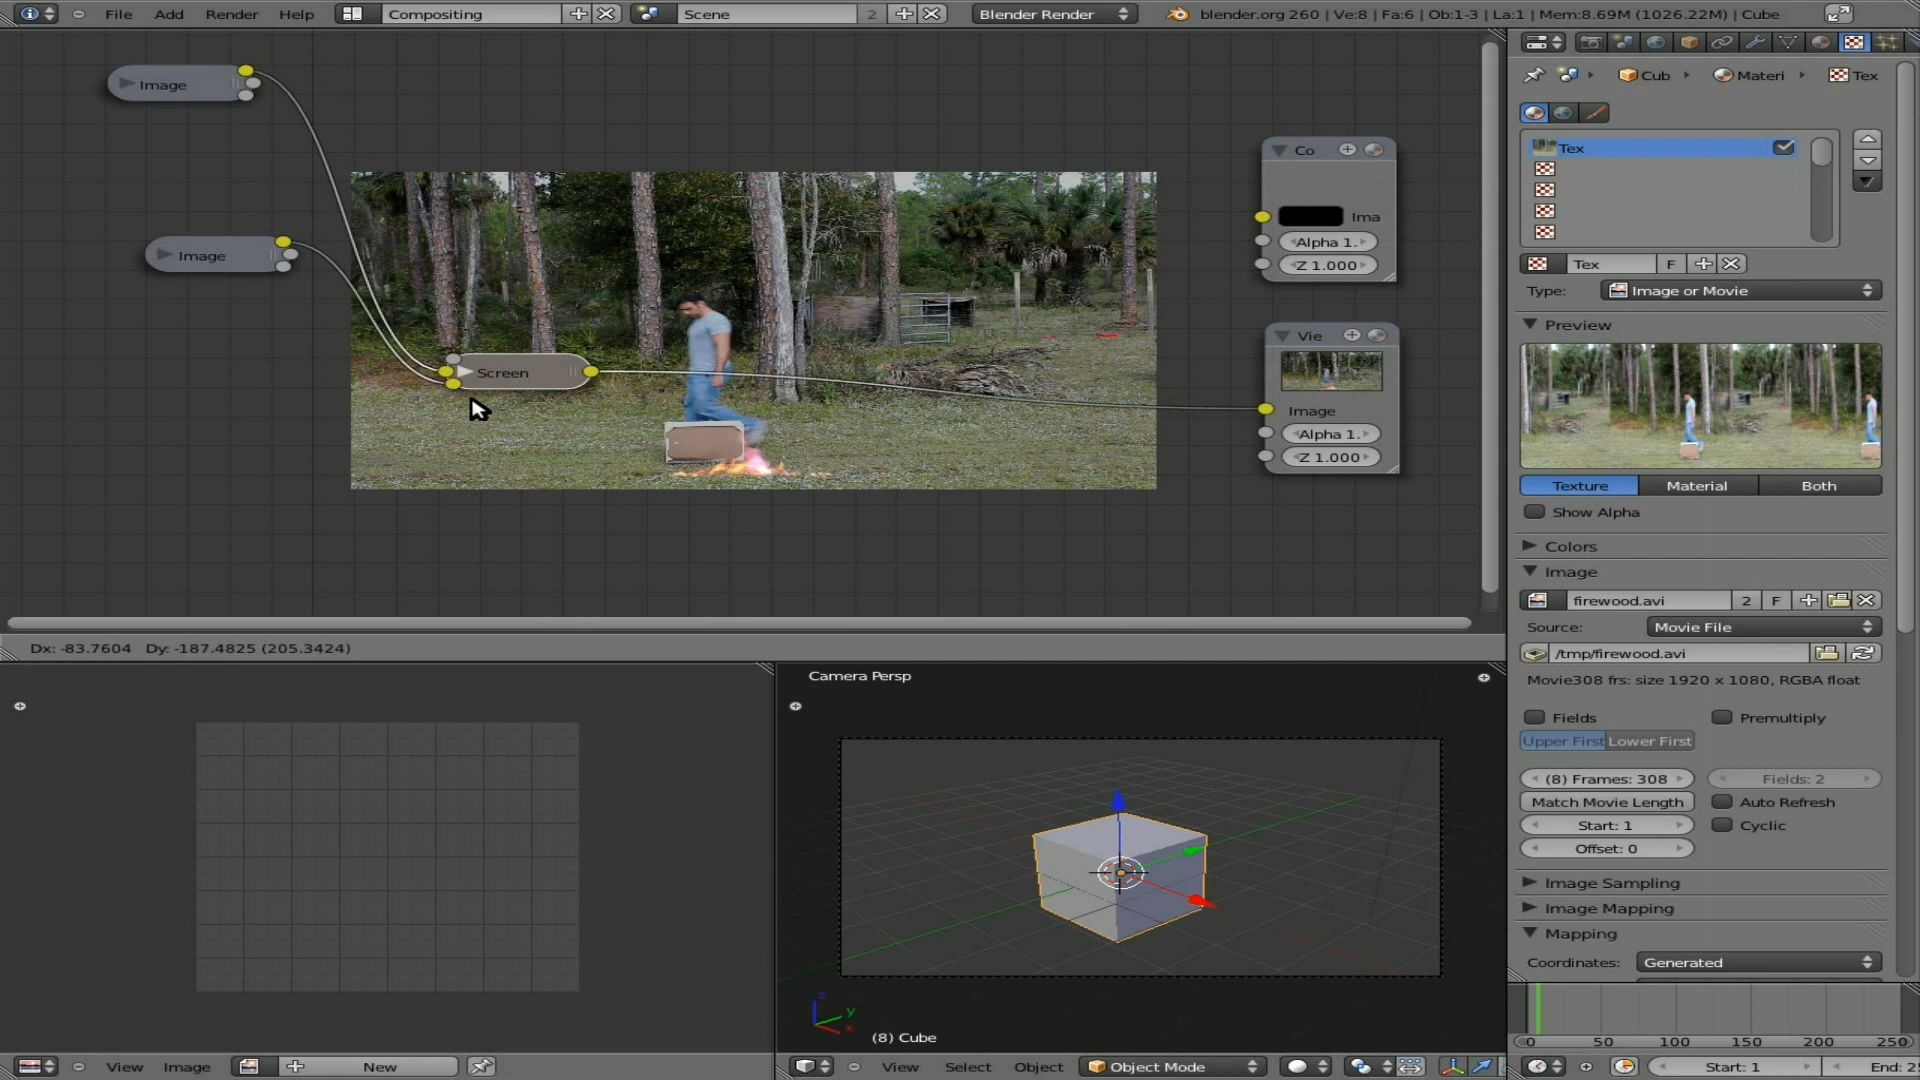 File Add Render Help Compositing Scene 2 Blender Render blender.org 260 | Ve:8 | Fa:6 | Ob:1-3 | La:1 | Mem:8.69M (1026.22M) | Cube
Image
Image
Screen
Co
Ima
Alpha 1.
Z 1.000
Vie
Image
Alpha 1.
Z 1.000
Dx: -83.7604 Dy: -187.4825 (205.3424)
Camera Persp
(8) Cube
z
y
x
View Image New
View Select Object Object Mode
Cub Materi Tex
Tex
Tex F
Type: Image or Movie
Preview
Texture Material Both
Show Alpha
Colors
Image
firewood.avi 2 F
Source: Movie File
/tmp/firewood.avi
Movie308 frs: size 1920 x 1080, RGBA float
Fields Premultiply
Upper First Lower First
(8) Frames: 308 Fields: 2
Match Movie Length Auto Refresh
Start: 1 Cyclic
Offset: 0
Image Sampling
Image Mapping
Mapping
Coordinates: Generated
0 50 100 150 200 250
Start: 1 End: 2